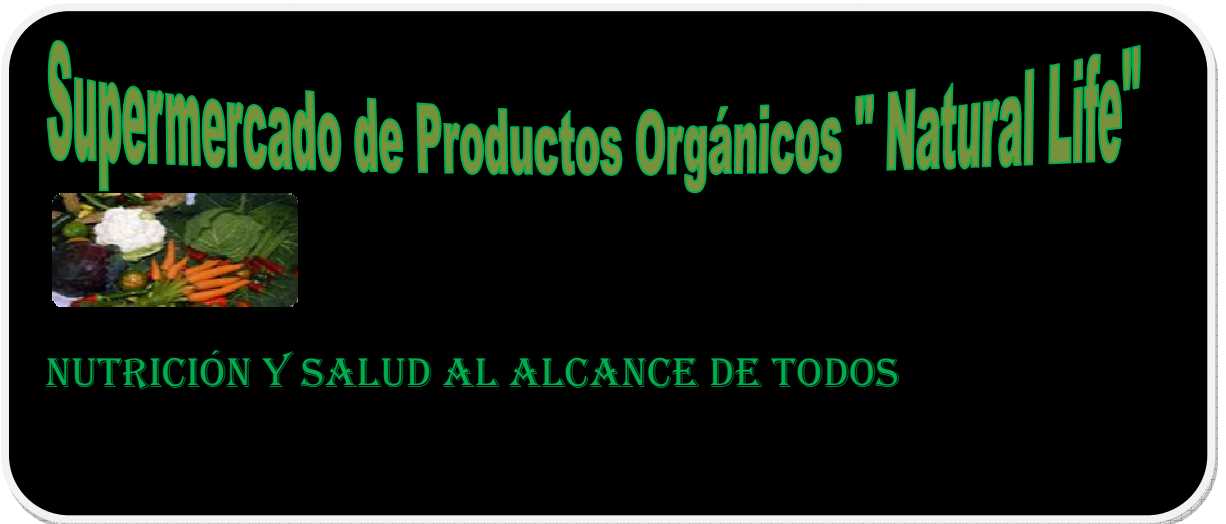 Supermercado de Productos Orgánicos " Natural Life"
NUTRICIÓN Y SALUD AL ALCANCE DE TODOS